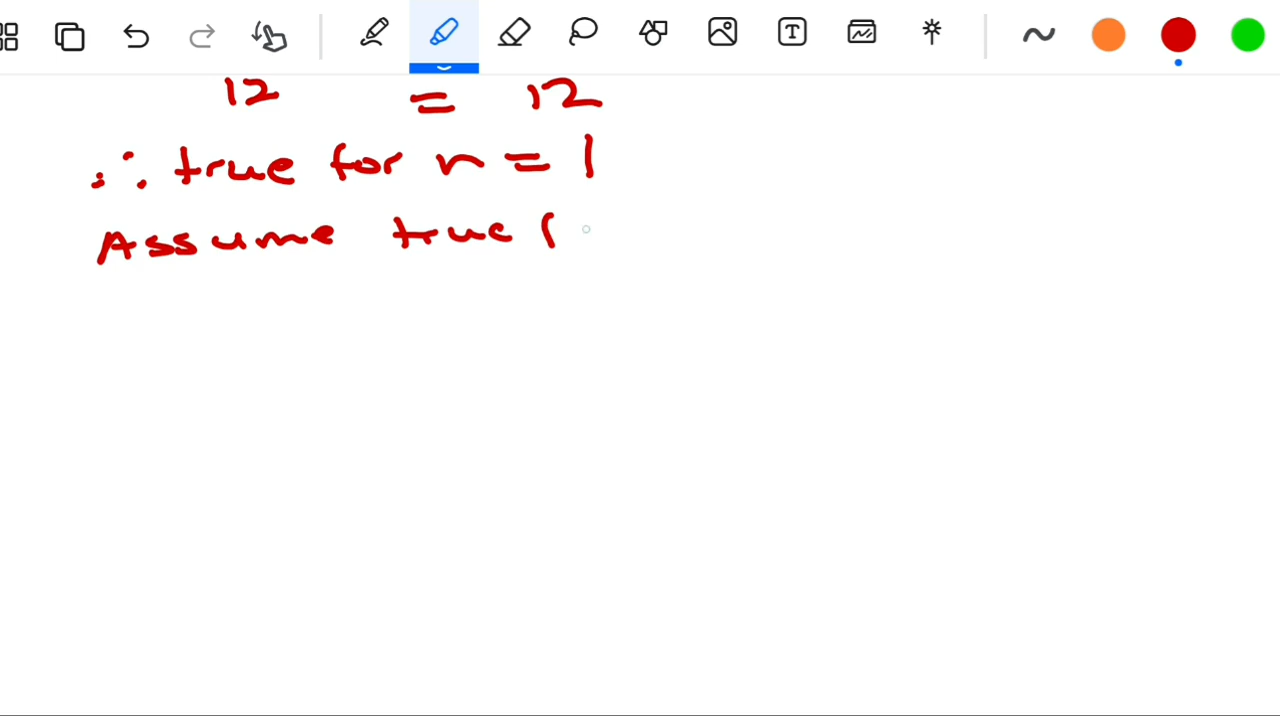 12 = 12
∴ true for n = 1
Assume true